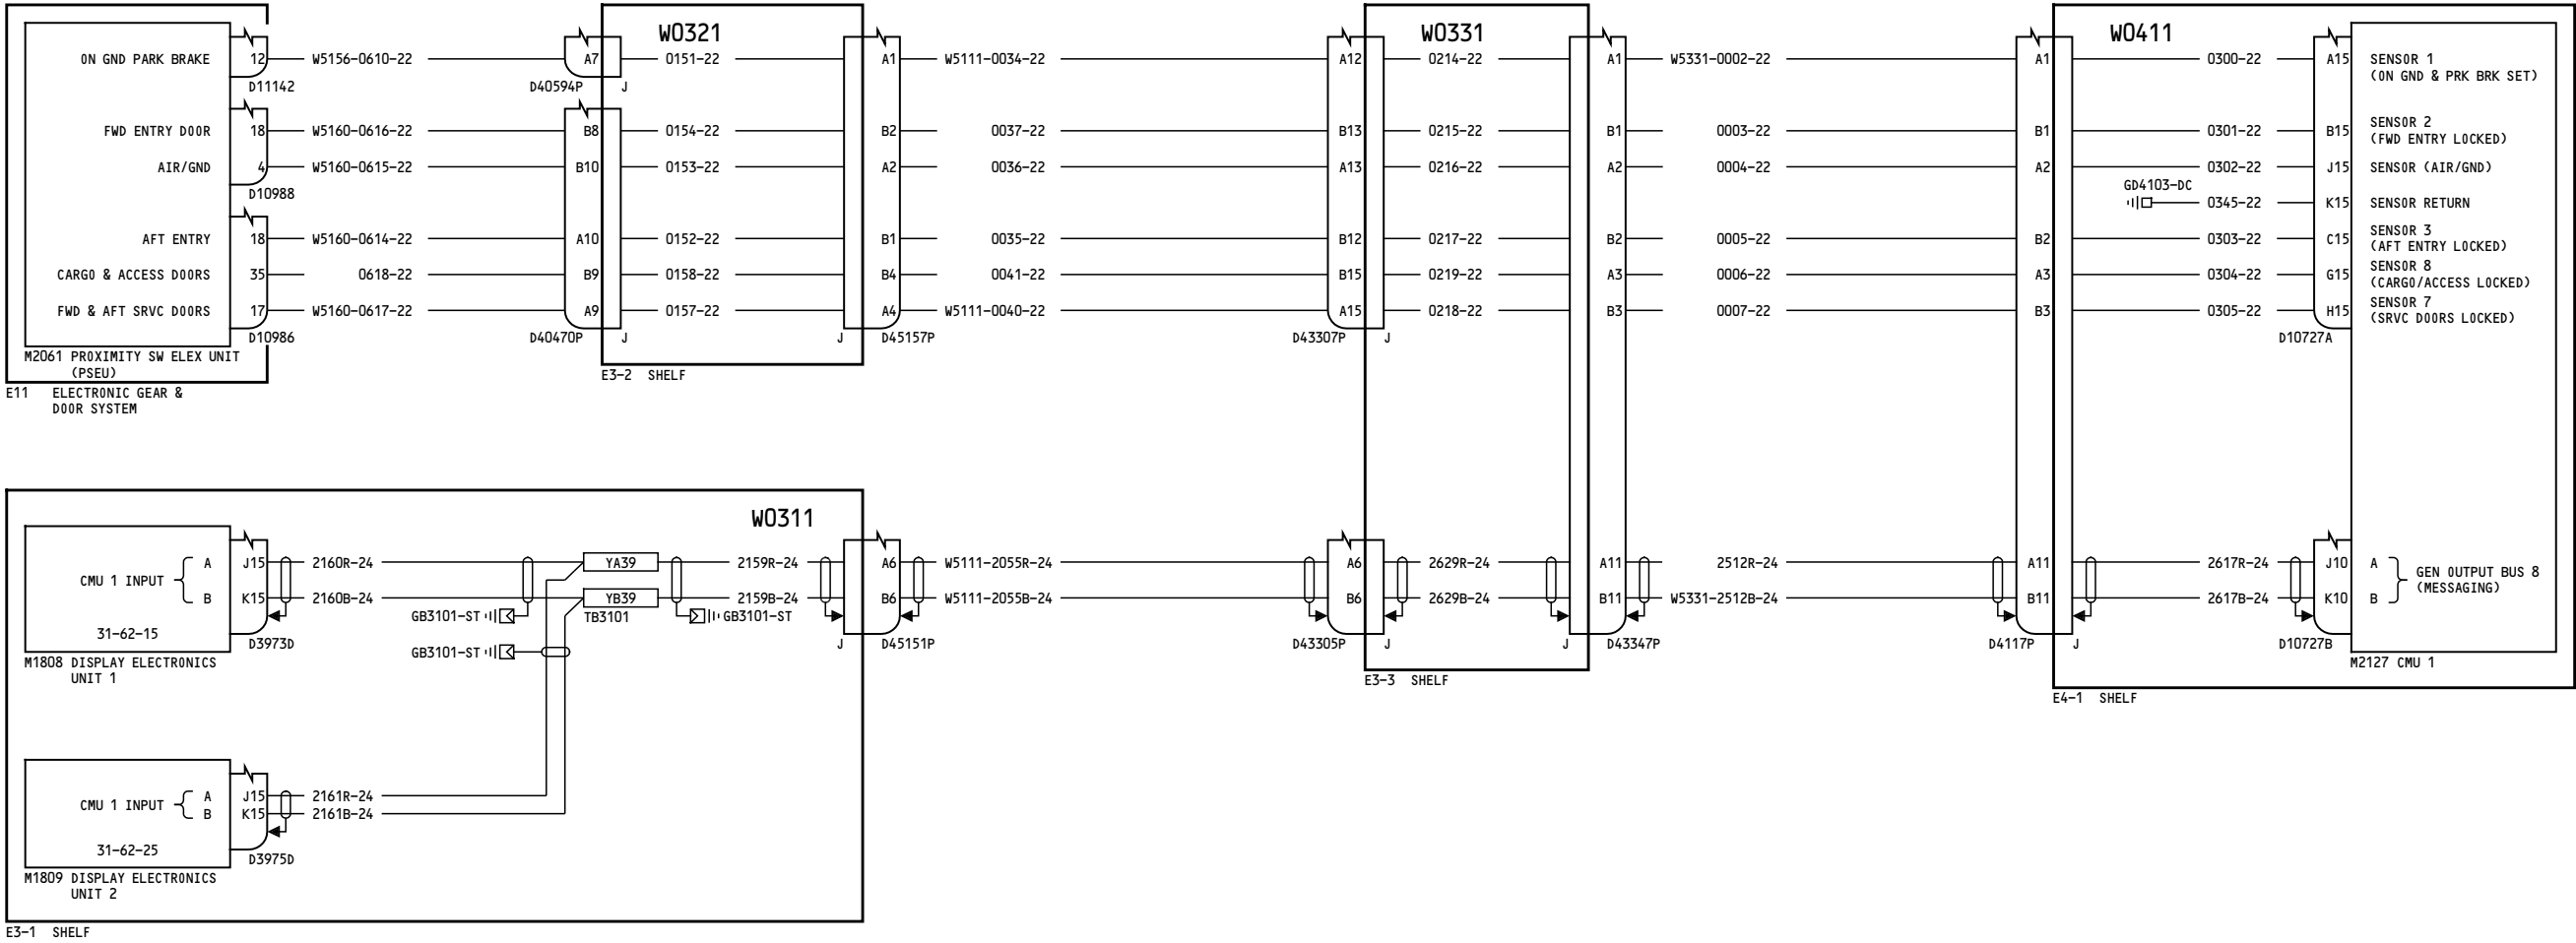 W0321
W0331
W0411
ON GND PARK BRAKE 12 W5156-0610-22 A7 0151-22 A1 W5111-0034-22 A12 0214-22 A1 W5331-0002-22 A1 0300-22 A15 SENSOR 1
(ON GND & PRK BRK SET)
D11142 D40594P J
FWD ENTRY DOOR 18 W5160-0616-22 B8 0154-22 B2 0037-22 B13 0215-22 B1 0003-22 B1 0301-22 B15 SENSOR 2
(FWD ENTRY LOCKED)
AIR/GND 4 W5160-0615-22 B10 0153-22 A2 0036-22 A13 0216-22 A2 0004-22 A2 0302-22 J15 SENSOR (AIR/GND)
D10988
GD4103-DC
0345-22 K15 SENSOR RETURN
AFT ENTRY 18 W5160-0614-22 A10 0152-22 B1 0035-22 B12 0217-22 B2 0005-22 B2 0303-22 C15 SENSOR 3
(AFT ENTRY LOCKED)
CARGO & ACCESS DOORS 35 0618-22 B9 0158-22 B4 0041-22 B15 0219-22 A3 0006-22 A3 0304-22 G15 SENSOR 8
(CARGO/ACCESS LOCKED)
FWD & AFT SRVC DOORS 17 W5160-0617-22 A9 0157-22 A4 W5111-0040-22 A15 0218-22 B3 0007-22 B3 0305-22 H15 SENSOR 7
(SRVC DOORS LOCKED)
D10986 D40470P J J D45157P D43307P J D10727A
M2061 PROXIMITY SW ELEX UNIT
(PSEU)
E3-2 SHELF
E11 ELECTRONIC GEAR &
DOOR SYSTEM
W0311
A J15 2160R-24 YA39 2159R-24 A6 W5111-2055R-24 A6 2629R-24 A11 2512R-24 A11 2617R-24 J10 A
CMU 1 INPUT
GEN OUTPUT BUS 8
(MESSAGING)
B K15 2160B-24 YB39 2159B-24 B6 W5111-2055B-24 B6 2629B-24 B11 W5331-2512B-24 B11 2617B-24 K10 B
GB3101-ST TB3101 GB3101-ST
31-62-15
D3973D GB3101-ST J D45151P D43305P J J D43347P D4117P J D10727B
M1808 DISPLAY ELECTRONICS
UNIT 1
M2127 CMU 1
E3-3 SHELF
E4-1 SHELF
A J15 2161R-24
CMU 1 INPUT
B K15 2161B-24
31-62-25
D3975D
M1809 DISPLAY ELECTRONICS
UNIT 2
E3-1 SHELF